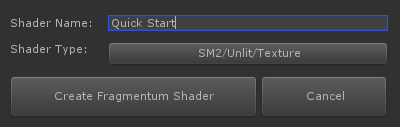 Shader Name: Quick Start
Shader Type: SM2/Unlit/Texture
Create Fragmentum Shader Cancel